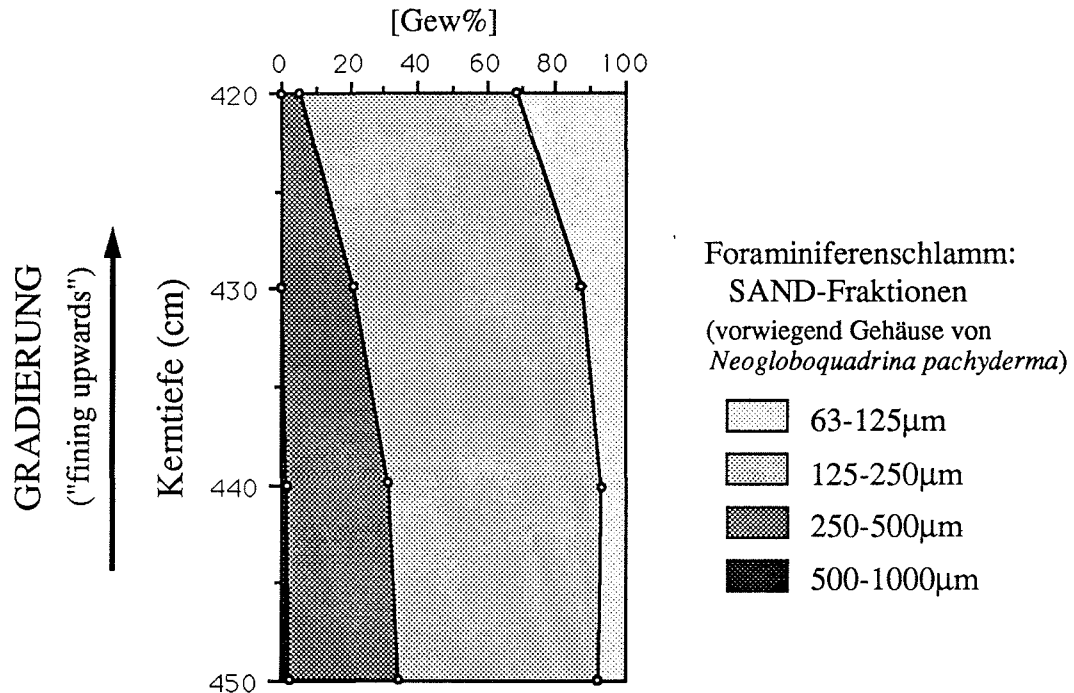 [Gew%]
0 20 40 60 80 100
420
430
440
450
Kerntiefe (cm)
GRADIERUNG
("fining upwards")
Foraminiferenschlamm:
SAND-Fraktionen
(vorwiegend Gehäuse von
Neogloboquadrina pachyderma)
63-125µm
125-250µm
250-500µm
500-1000µm